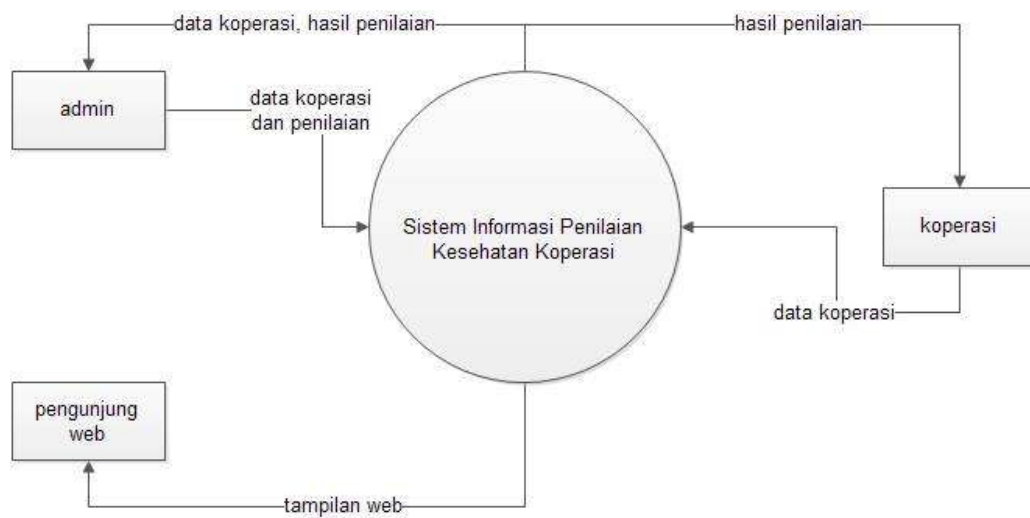 data koperasi, hasil penilaian
hasil penilaian
admin
data koperasi
dan penilaian
Sistem Informasi Penilaian
Kesehatan Koperasi
koperasi
data koperasi
pengunjung
web
tampilan web